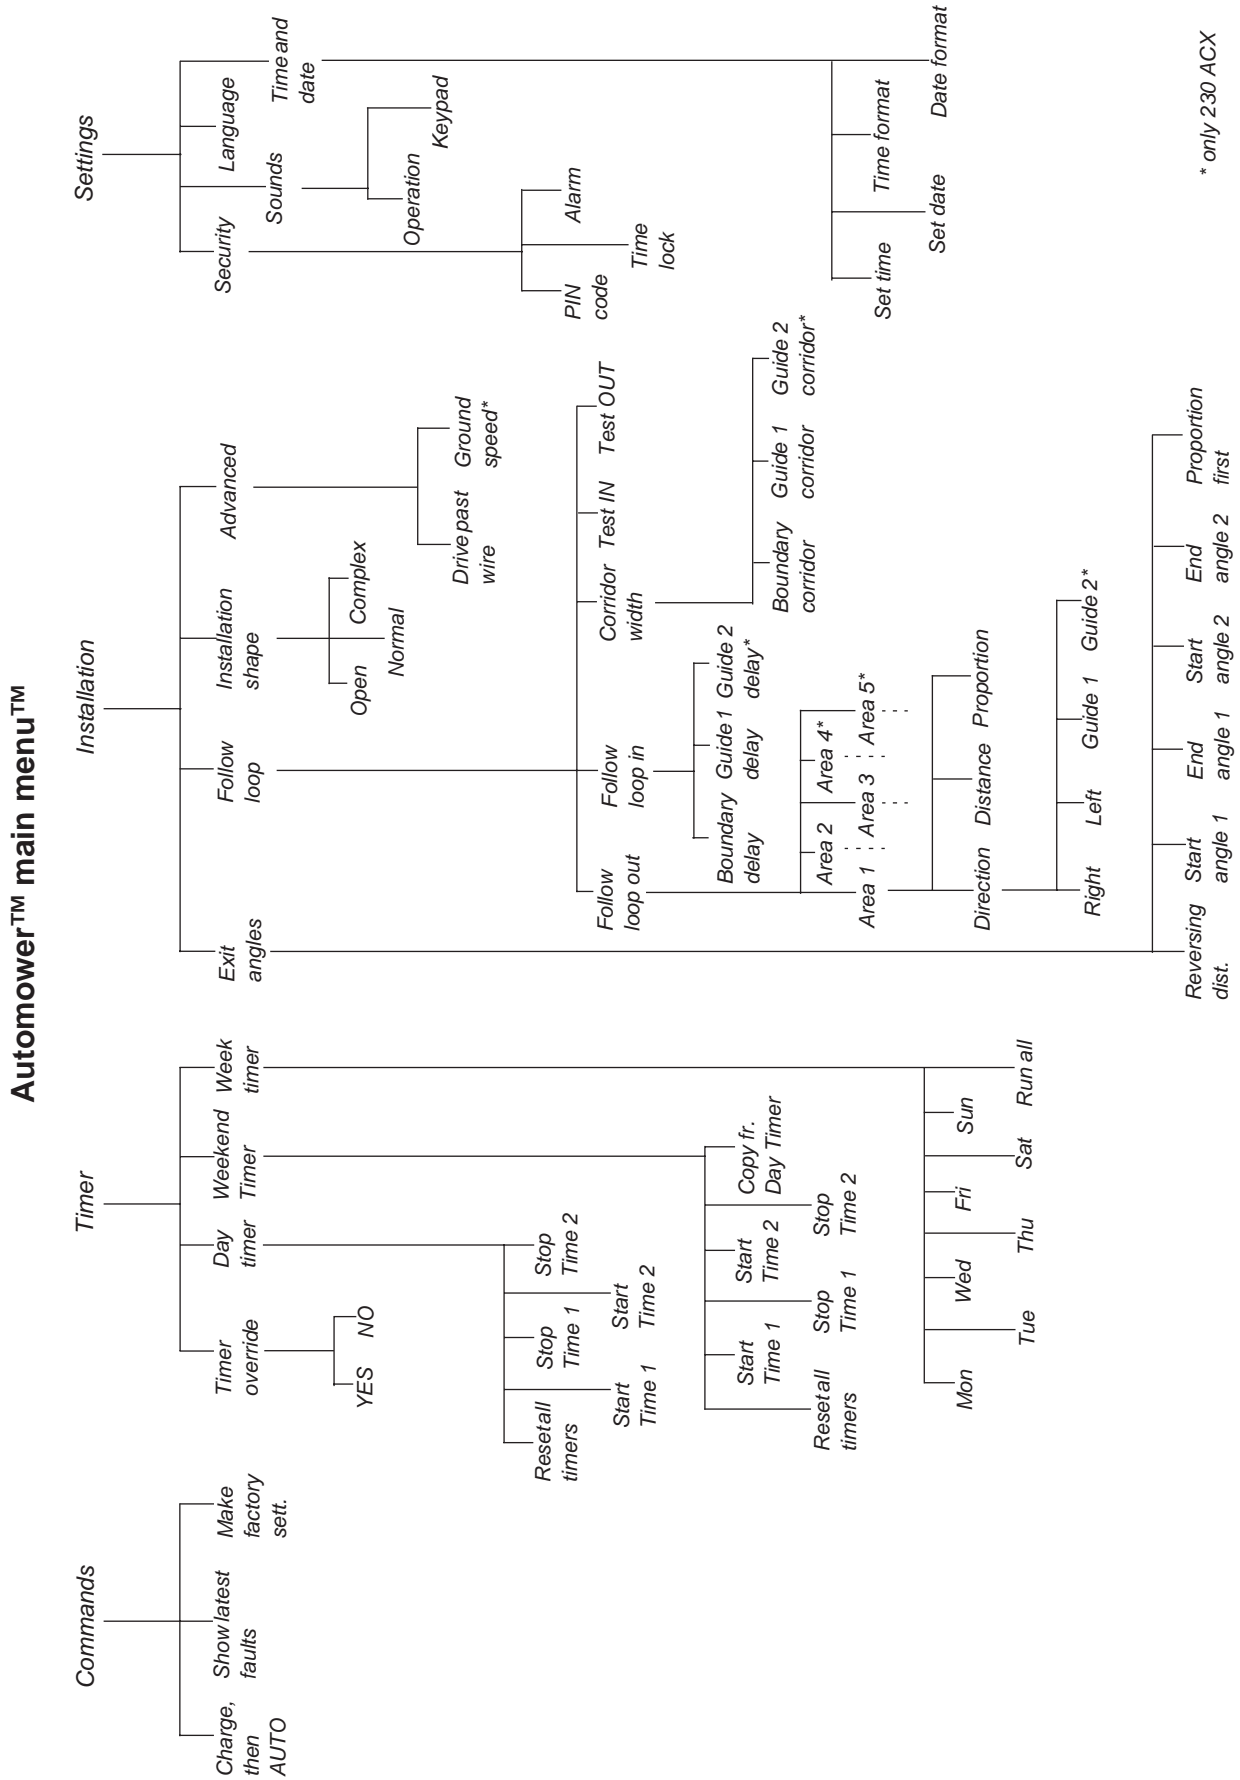 Automower™ main menu™
Commands
Timer
Installation
Settings
Charge,
then
AUTO
Show latest
faults
Make
factory
sett.
Timer
override
Day
timer
Weekend
Timer
Week
timer
YES
NO
Reset all
timers
Start
Time 1
Stop
Time 1
Start
Time 2
Stop
Time 2
Reset all
timers
Start
Time 1
Stop
Time 1
Start
Time 2
Stop
Time 2
Copy fr.
Day Timer
Mon
Tue
Wed
Thu
Fri
Sat
Sun
Run all
Exit
angles
Follow
loop
Installation
shape
Advanced
Open
Normal
Complex
Drive past
wire
Ground
speed*
Follow
loop out
Follow
loop in
Corridor
width
Test IN
Test OUT
Boundary
delay
Guide 1
delay
Guide 2
delay*
Boundary
corridor
Guide 1
corridor
Guide 2
corridor*
Area 1
Area 2
Area 3
Area 4*
Area 5*
Direction
Distance
Proportion
Right
Left
Guide 1
Guide 2*
Reversing
dist.
Start
angle 1
End
angle 1
Start
angle 2
End
angle 2
Proportion
first
Security
Sounds
Language
Time and
date
Operation
Keypad
PIN
code
Time
lock
Alarm
Set time
Set date
Time format
Date format
* only 230 ACX